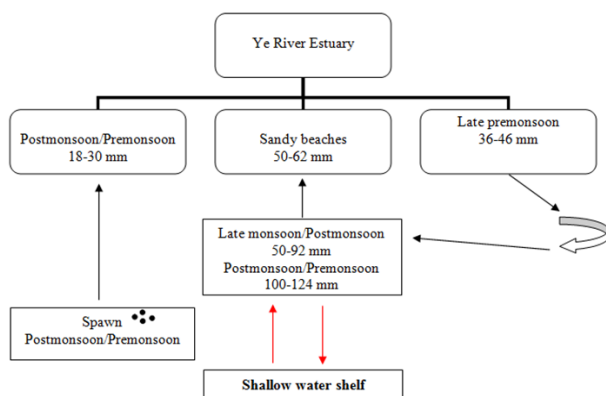 Ye River Estuary
Postmonsoon/Premonsoon
18-30 mm
Sandy beaches
50-62 mm
Late premonsoon
36-46 mm
Late monsoon/Postmonsoon
50-92 mm
Postmonsoon/Premonsoon
100-124 mm
Spawn
Postmonsoon/Premonsoon
Shallow water shelf